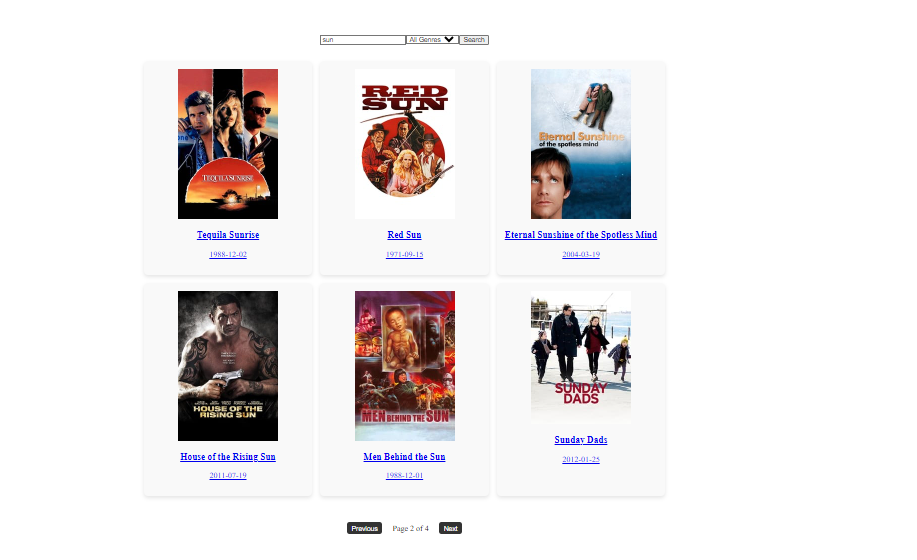 sun All Genres Search
TEQUILA SUNRISE
RED
SUN
Eternal Sunshine
of the spotless mind
Tequila Sunrise
1988-12-02
Red Sun
1971-09-15
Eternal Sunshine of the Spotless Mind
2004-03-19
HOUSE OF THE
RISING SUN
MEN BEHIND THE SUN
SUNDAY
DADS
House of the Rising Sun
2011-07-19
Men Behind the Sun
1988-12-01
Sunday Dads
2012-01-25
Previous Page 2 of 4 Next